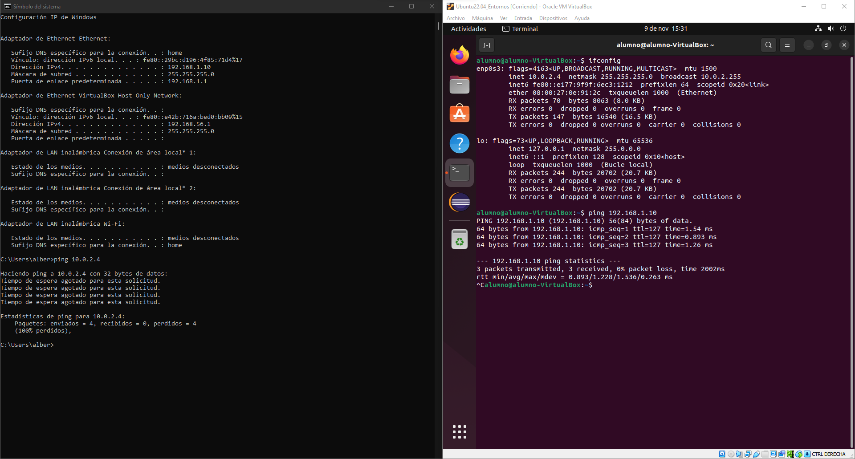 Símbolo del sistema
Configuración IP de Windows
Adaptador de Ethernet Ethernet:
Sufijo DNS específico para la conexión. . : home
Vínculo: dirección IPv6 local. . . : fe80::29bc:d196:4f85:71d4%17
Dirección IPv4. . . . . . . . . . . . . . : 192.168.1.10
Máscara de subred . . . . . . . . . . . . : 255.255.255.0
Puerta de enlace predeterminada . . . . . : 192.168.1.1
Adaptador de Ethernet VirtualBox Host-Only Network:
Sufijo DNS específico para la conexión. . :
Vínculo: dirección IPv6 local. . . :
Dirección IPv4. . . . . . . . . . . . . . : 192.168.56.1
Máscara de subred . . . . . . . . . . . . : 255.255.255.0
Puerta de enlace predeterminada . . . . . :
Adaptador de LAN inalámbrica Conexión de área local* 1:
Estado de los medios. . . . . . . . . . . : medios desconectados
Sufijo DNS específico para la conexión. . :
Adaptador de LAN inalámbrica Conexión de área local* 2:
Estado de los medios. . . . . . . . . . . : medios desconectados
Sufijo DNS específico para la conexión. . :
Adaptador de LAN inalámbrica Wi-Fi:
Estado de los medios. . . . . . . . . . . : medios desconectados
Sufijo DNS específico para la conexión. . : home
C:\Users\alber>ping 10.0.2.4
Haciendo ping a 10.0.2.4 con 32 bytes de datos:
Tiempo de espera agotado para esta solicitud.
Tiempo de espera agotado para esta solicitud.
Tiempo de espera agotado para esta solicitud.
Tiempo de espera agotado para esta solicitud.
Estadísticas de ping para 10.0.2.4:
Paquetes: enviados = 4, recibidos = 0, perdidos = 4
(100% perdidos),
C:\Users\alber>
Ubuntu22.04 Entornos [Corriendo] - Oracle VM VirtualBox
Archivo Máquina Ver Entrada Dispositivos Ayuda
Actividades Terminal 9 de nov 15:31
alumno@alumno-VirtualBox: ~
alumno@alumno-VirtualBox:~$ ifconfig
enp0s3: flags=4163<UP,BROADCAST,RUNNING,MULTICAST> mtu 1500
inet 10.0.2.4 netmask 255.255.255.0 broadcast 10.0.2.255
inet6 fe80::e177:9f9f:6ec3:1212 prefixlen 64 scopeid 0x20<link>
ether 08:00:27:0e:91:2c txqueuelen 1000 (Ethernet)
RX packets 70 bytes 8063 (8.0 KB)
RX errors 0 dropped 0 overruns 0 frame 0
TX packets 147 bytes 16540 (16.5 KB)
TX errors 0 dropped 0 overruns 0 carrier 0 collisions 0
lo: flags=73<UP,LOOPBACK,RUNNING> mtu 65536
inet 127.0.0.1 netmask 255.0.0.0
inet6 ::1 prefixlen 128 scopeid 0x10<host>
loop txqueuelen 1000 (Bucle local)
RX packets 244 bytes 20702 (20.7 KB)
RX errors 0 dropped 0 overruns 0 frame 0
TX packets 244 bytes 20702 (20.7 KB)
TX errors 0 dropped 0 overruns 0 carrier 0 collisions 0
alumno@alumno-VirtualBox:~$ ping 192.168.1.10
PING 192.168.1.10 (192.168.1.10) 56(84) bytes of data.
64 bytes from 192.168.1.10: icmp_seq=1 ttl=127 time=1.54 ms
64 bytes from 192.168.1.10: icmp_seq=2 ttl=127 time=0.893 ms
64 bytes from 192.168.1.10: icmp_seq=3 ttl=127 time=1.26 ms
--- 192.168.1.10 ping statistics ---
3 packets transmitted, 3 received, 0% packet loss, time 2002ms
rtt min/avg/max/mdev = 0.893/1.228/1.536/0.263 ms
^Calumno@alumno-VirtualBox:~$
CTRL DERECHA